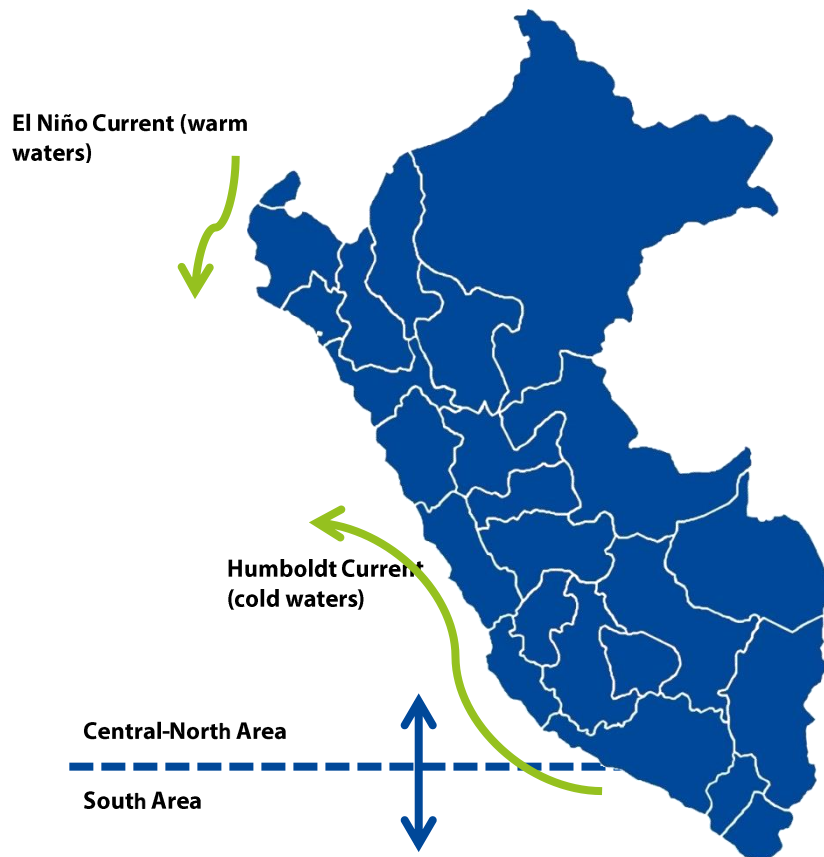 El Niño Current (warm
waters)
Humboldt Current
(cold waters)
Central-North Area
South Area